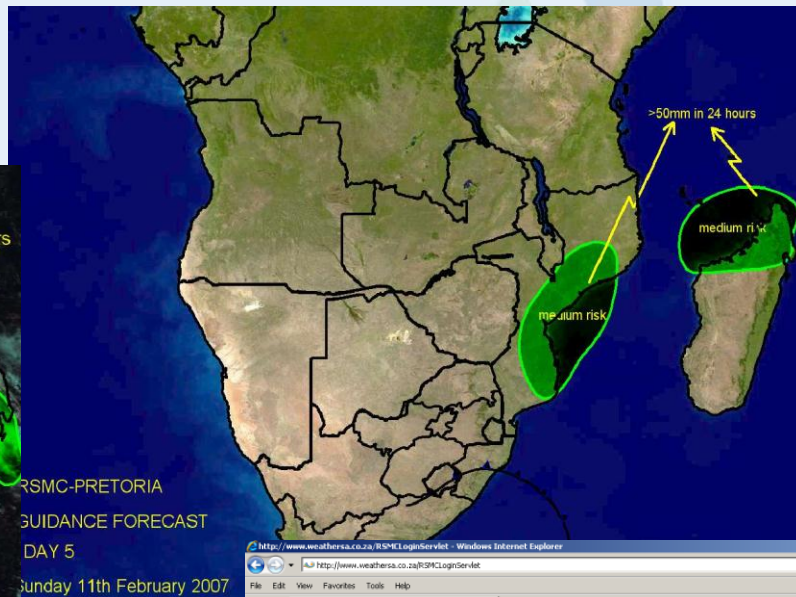 >50mm in 24 hours
medium risk
medium risk
RSMC-PRETORIA
GUIDANCE FORECAST
DAY 5
Sunday 11th February 2007
http://www.weathersa.co.za/RSMCLoginServlet - Windows Internet Explorer
http://www.weathersa.co.za/RSMCLoginServlet
File Edit View Favorites Tools Help